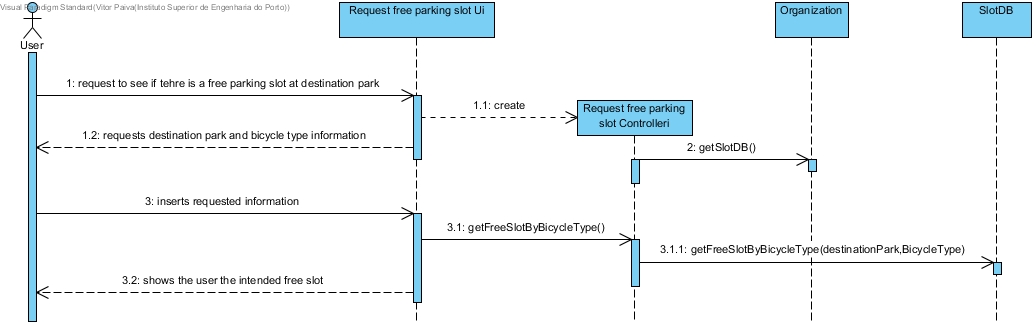 Visual Paradigm Standard(Vitor Paiva(Instituto Superior de Engenharia do Porto))
Request free parking slot Ui
Organization
SlotDB
User
1: request to see if tehre is a free parking slot at destination park
1.1: create
Request free parking
slot Controlleri
1.2: requests destination park and bicycle type information
2: getSlotDB()
3: inserts requested information
3.1: getFreeSlotByBicycleType()
3.1.1: getFreeSlotByBicycleType(destinationPark,BicycleType)
3.2: shows the user the intended free slot